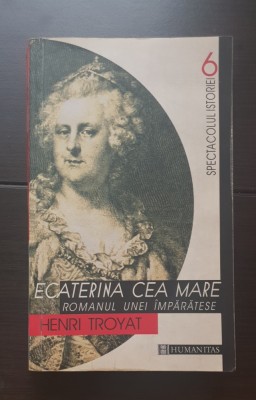 6
SPECTACOLUL ISTORIEI
ECATERINA CEA MARE
ROMANUL UNEI ÎMPĂRĂTESE
HENRI TROYAT
HUMANITAS